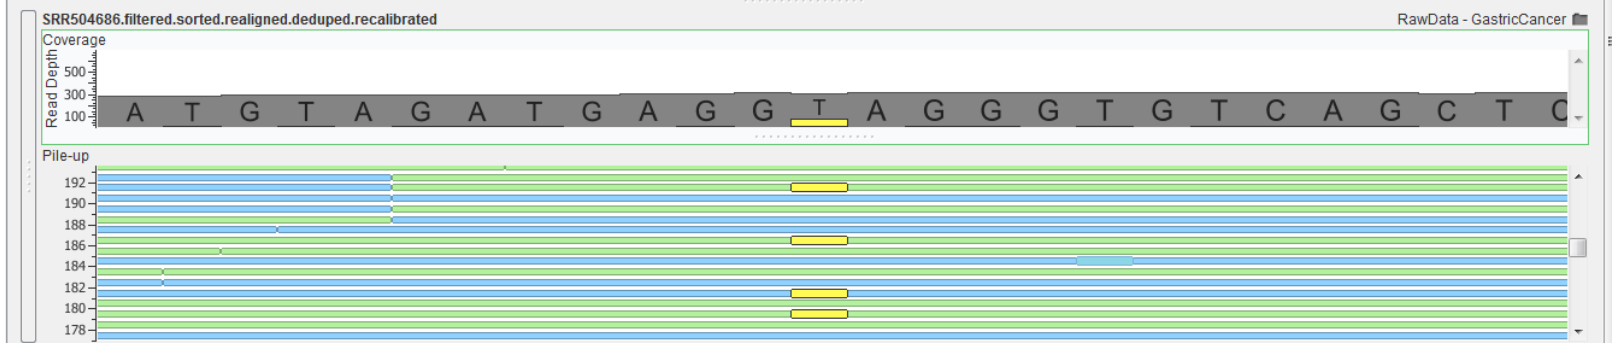 SRR504686.filtered.sorted.realigned.deduped.recalibrated
RawData - GastricCancer
Coverage
Read Depth
500
300
100
A T G T A G A T G A G G T A G G G T G T C A G C T C
Pile-up
192
190
188
186
184
182
180
178